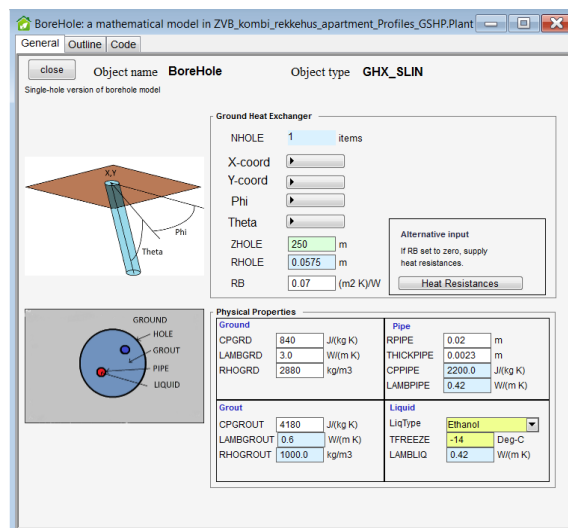 BoreHole: a mathematical model in ZVB_kombi_rekkehus_apartment_Profiles_GSHP.Plant
General Outline Code
close Object name BoreHole Object type GHX_SLIN
Single-hole version of borehole model
Ground Heat Exchanger
NHOLE 1 items
X-coord
Y-coord
Phi
Theta
ZHOLE 250 m
RHOLE 0.0575 m
RB 0.07 (m2 K)/W
Alternative input
If RB set to zero, supply
heat resistances.
Heat Resistances
X,Y
Phi
Theta
GROUND
HOLE
GROUT
PIPE
LIQUID
Physical Properties
Ground
CPGRD 840 J/(kg K)
LAMBGRD 3.0 W/(m K)
RHOGRD 2880 kg/m3
Pipe
RPIPE 0.02 m
THICKPIPE 0.0023 m
CPPIPE 2200.0 J/(kg K)
LAMBPIPE 0.42 W/(m K)
Grout
CPGROUT 4180 J/(kg K)
LAMBGROUT 0.6 W/(m K)
RHOGROUT 1000.0 kg/m3
Liquid
LiqType Ethanol
TFREEZE -14 Deg-C
LAMBLIQ 0.42 W/(m K)